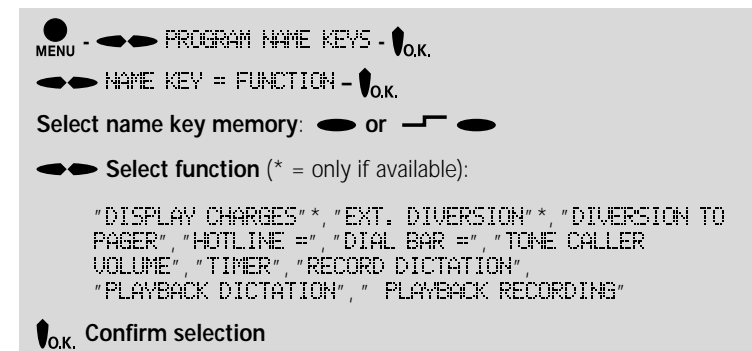 MENU - PROGRAM NAME KEYS - O.K.
NAME KEY = FUNCTION – O.K.
Select name key memory: or
Select function (* = only if available):
"DISPLAY CHARGES"*, "EXT. DIVERSION"*, "DIVERSION TO
PAGER", "HOTLINE =", "DIAL BAR =", "TONE CALLER
VOLUME", "TIMER", "RECORD DICTATION",
"PLAYBACK DICTATION", " PLAYBACK RECORDING"
O.K. Confirm selection